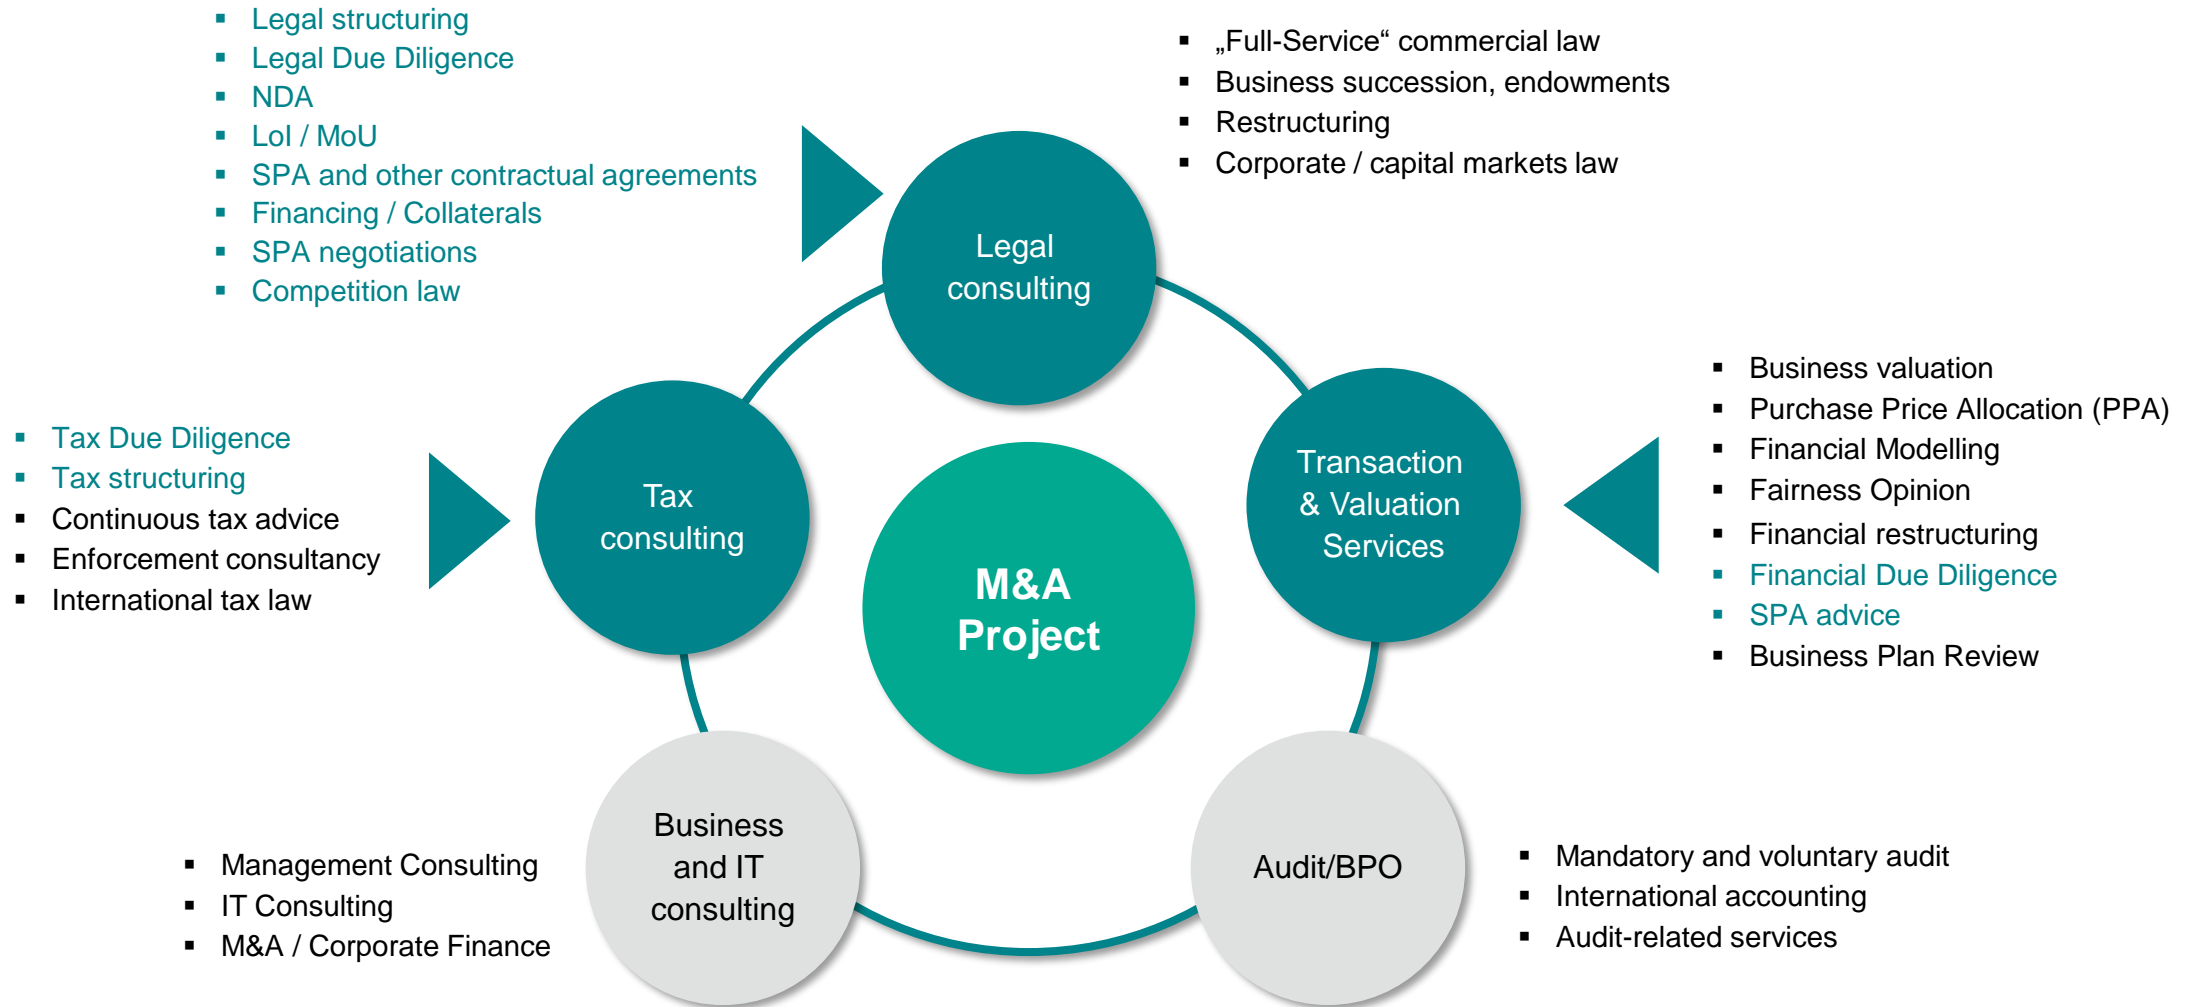 Legal structuring
Legal Due Diligence
NDA
LoI / MoU
SPA and other contractual agreements
Financing / Collaterals
SPA negotiations
Competition law
„Full-Service“ commercial law
Business succession, endowments
Restructuring
Corporate / capital markets law
Legal
consulting
Tax Due Diligence
Tax structuring
Continuous tax advice
Enforcement consultancy
International tax law
Tax
consulting
M&A
Project
Transaction
& Valuation
Services
Business valuation
Purchase Price Allocation (PPA)
Financial Modelling
Fairness Opinion
Financial restructuring
Financial Due Diligence
SPA advice
Business Plan Review
Management Consulting
IT Consulting
M&A / Corporate Finance
Business
and IT
consulting
Audit/BPO
Mandatory and voluntary audit
International accounting
Audit-related services